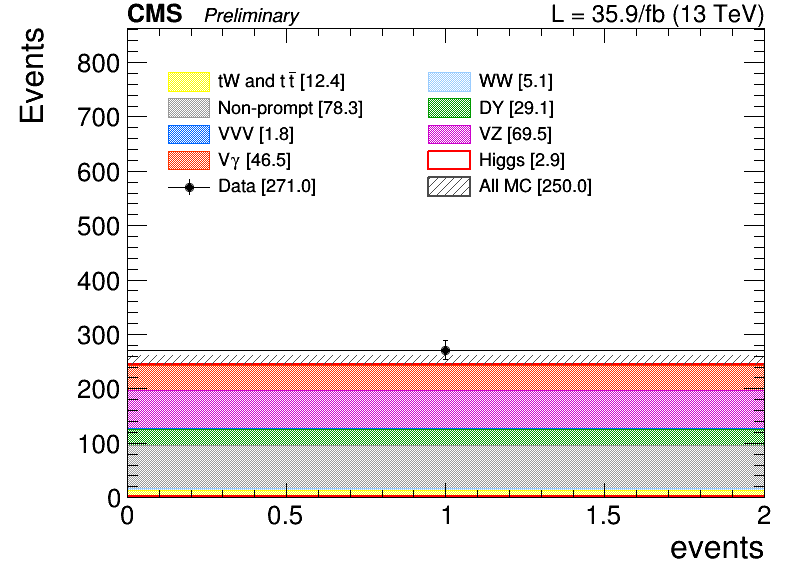 CMS Preliminary L = 35.9/fb (13 TeV)
Events
800
700
600
500
400
300
200
100
0
tW and t t̄ [12.4] WW [5.1]
Non-prompt [78.3] DY [29.1]
VVV [1.8] VZ [69.5]
Vγ [46.5] Higgs [2.9]
Data [271.0] All MC [250.0]
0 0.5 1 1.5 2
events